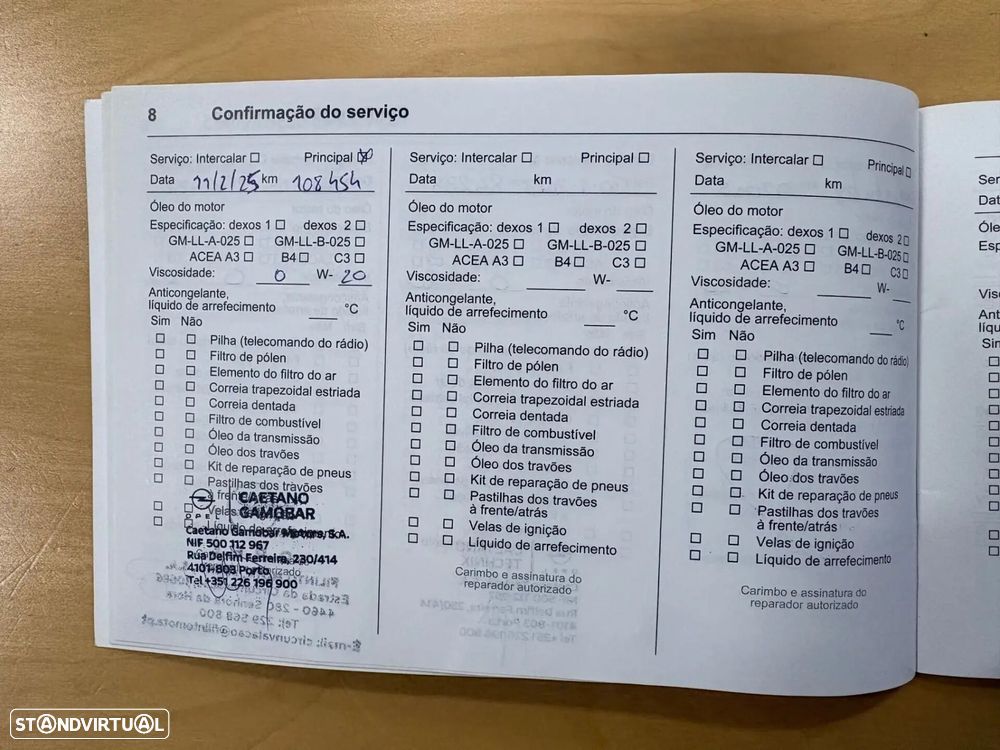 8 Confirmação do serviço
Serviço: Intercalar ☐ Principal ☒
Data 11/2/25 km 108454
Óleo do motor
Especificação: dexos 1 ☐ dexos 2 ☐
GM-LL-A-025 ☐ GM-LL-B-025 ☐
ACEA A3 ☐ B4 ☐ C3 ☐
Viscosidade: 0 W- 20
Anticongelante,
líquido de arrefecimento °C
Sim Não
☐ ☐ Pilha (telecomando do rádio)
☐ ☐ Filtro de pólen
☐ ☐ Elemento do filtro do ar
☐ ☐ Correia trapezoidal estriada
☐ ☐ Correia dentada
☐ ☐ Filtro de combustível
☐ ☐ Óleo da transmissão
☐ ☐ Óleo dos travões
☐ ☐ Kit de reparação de pneus
☐ ☐ Pastilhas dos travões
à frente/
☐ ☐ Velas
☐ ☐ Líquido de arrefecimento
OPEL
CAETANO
GAMOBAR
Caetano Gamobar Motors, S.A.
NIF 500 112 967
Rua Delfim Ferreira, 230/414
4101-803 Porto
Tel +351 226 196 900
Serviço: Intercalar ☐ Principal ☐
Data km
Óleo do motor
Especificação: dexos 1 ☐ dexos 2 ☐
GM-LL-A-025 ☐ GM-LL-B-025 ☐
ACEA A3 ☐ B4 ☐ C3 ☐
Viscosidade: W-
Anticongelante,
líquido de arrefecimento °C
Sim Não
☐ ☐ Pilha (telecomando do rádio)
☐ ☐ Filtro de pólen
☐ ☐ Elemento do filtro do ar
☐ ☐ Correia trapezoidal estriada
☐ ☐ Correia dentada
☐ ☐ Filtro de combustível
☐ ☐ Óleo da transmissão
☐ ☐ Óleo dos travões
☐ ☐ Kit de reparação de pneus
☐ ☐ Pastilhas dos travões
à frente/atrás
☐ ☐ Velas de ignição
☐ ☐ Líquido de arrefecimento
Carimbo e assinatura do
reparador autorizado
Serviço: Intercalar ☐ Principal ☐
Data km
Óleo do motor
Especificação: dexos 1 ☐ dexos 2 ☐
GM-LL-A-025 ☐ GM-LL-B-025 ☐
ACEA A3 ☐ B4 ☐ C3 ☐
Viscosidade: W-
Anticongelante,
líquido de arrefecimento °C
Sim Não
☐ ☐ Pilha (telecomando do rádio)
☐ ☐ Filtro de pólen
☐ ☐ Elemento do filtro do ar
☐ ☐ Correia trapezoidal estriada
☐ ☐ Correia dentada
☐ ☐ Filtro de combustível
☐ ☐ Óleo da transmissão
☐ ☐ Óleo dos travões
☐ ☐ Kit de reparação de pneus
☐ ☐ Pastilhas dos travões
à frente/atrás
☐ ☐ Velas de ignição
☐ ☐ Líquido de arrefecimento
Carimbo e assinatura do
reparador autorizado
STANDVIRTUAL